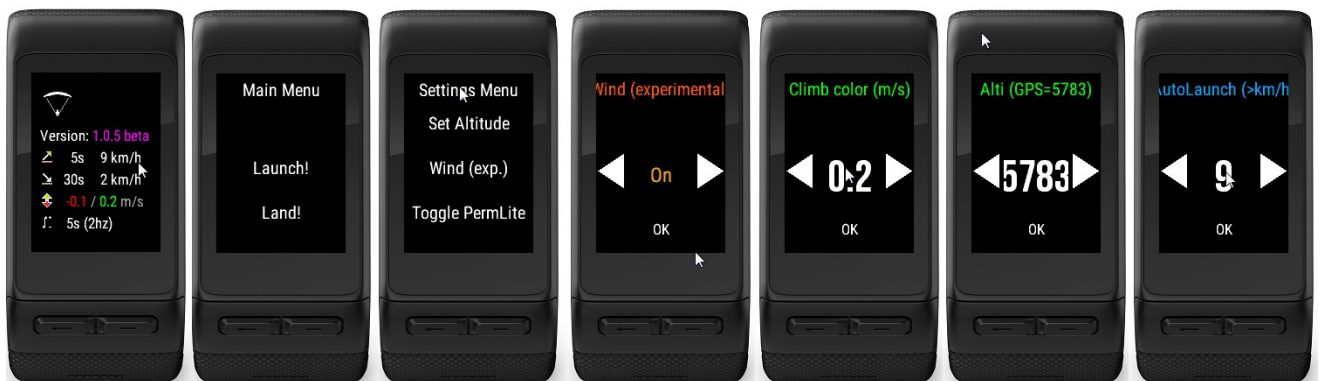 Version: 1.0.5 beta
5s 9 km/h
30s 2 km/h
-0.1 / 0.2 m/s
5s (2hz)
Main Menu
Launch!
Land!
Settings Menu
Set Altitude
Wind (exp.)
Toggle PermLite
Wind (experimental
On
OK
Climb color (m/s)
0.2
OK
Alti (GPS=5783)
5783
OK
utoLaunch (>km/h
9
OK